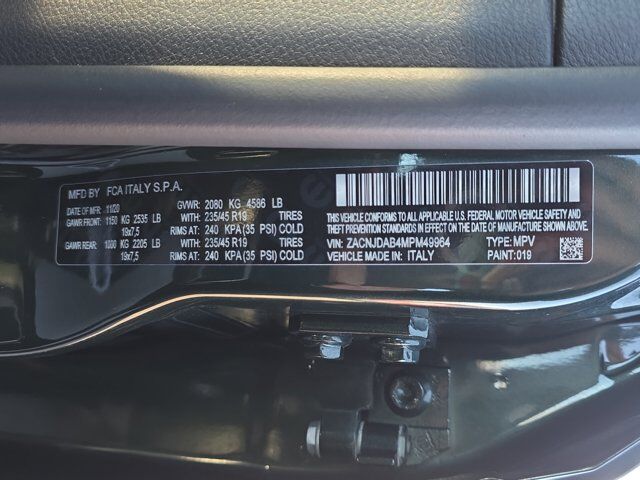 MFD BY FCA ITALY S.P.A.
DATE OF MFR: 11/20 GVWR: 2080 KG 4586 LB
GAWR FRONT: 1150 KG 2535 LB WITH 235/45 R19 TIRES
19x7,5 RIMS AT: 240 KPA(35 PSI) COLD
GAWR REAR: 1000 KG 2205 LB WITH 235/45 R19 TIRES
19x7,5 RIMS AT: 240 KPA(35 PSI) COLD
THIS VEHICLE CONFORMS TO ALL APPLICABLE U.S. FEDERAL MOTOR VEHICLE
SAFETY, BUMPER, AND THEFT PREVENTION STANDARDS IN EFFECT ON
THE DATE OF MANUFACTURE SHOWN ABOVE.
VIN: ZACNJDAB4MPM49964 TYPE: MPV
VEHICLE MADE IN: ITALY PAINT: 019